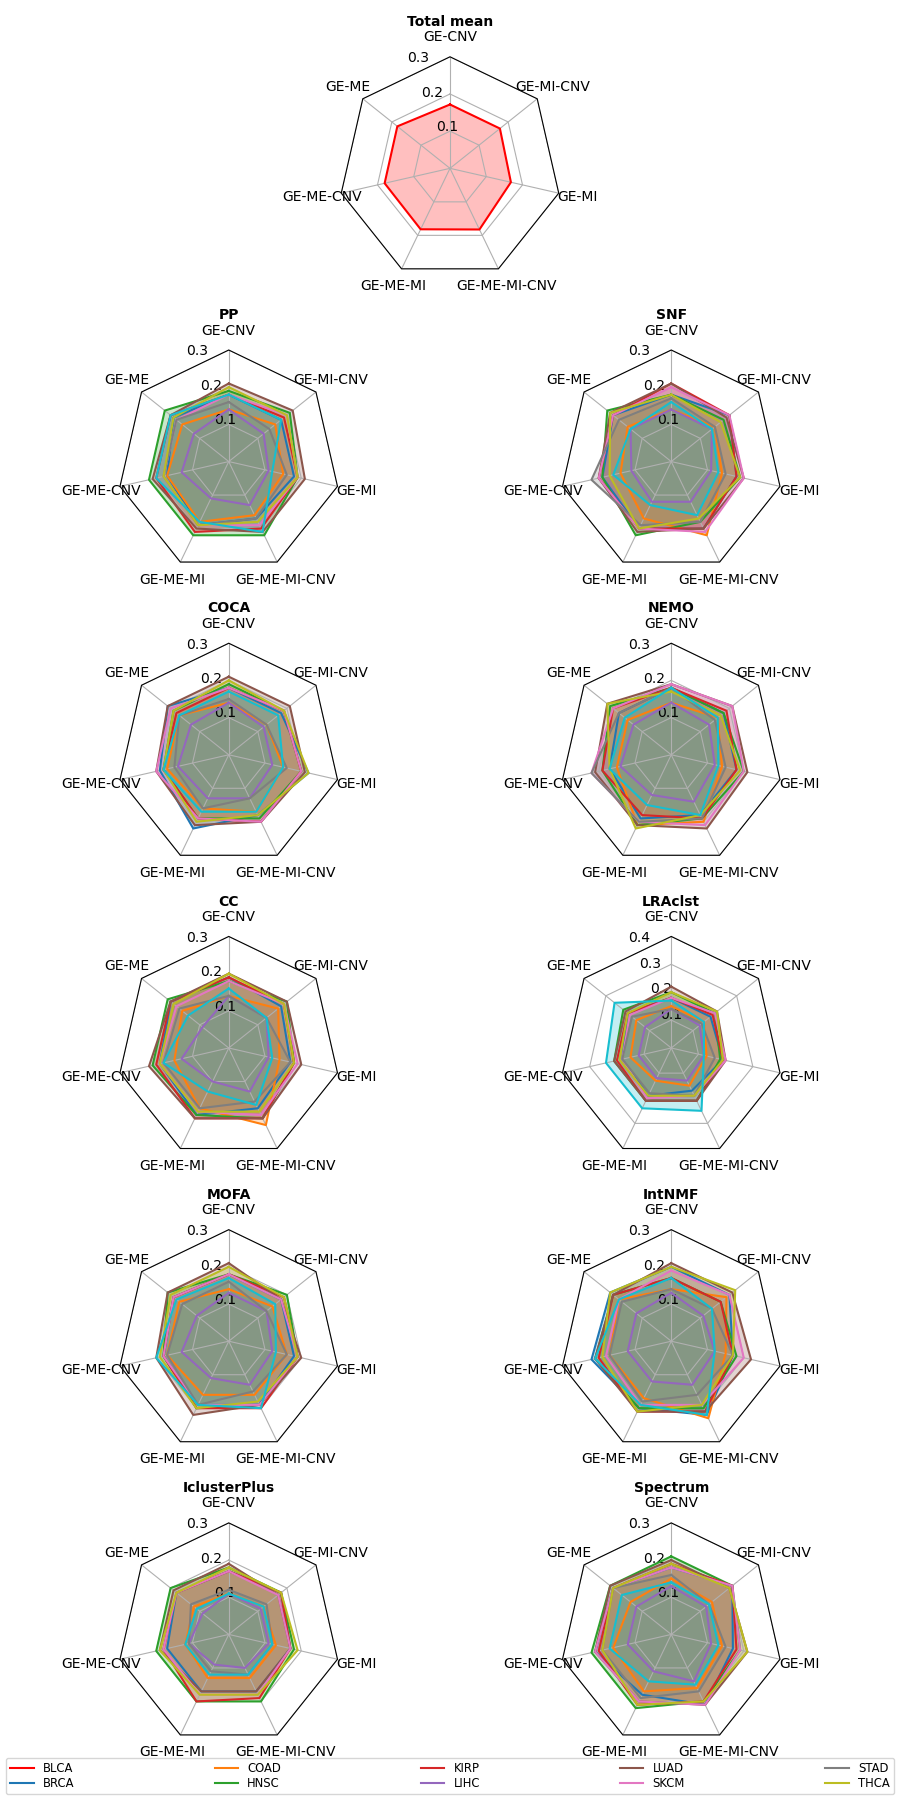 Total mean
GE-CNV
0.3
GE-ME
GE-MI-CNV
0.2
0.1
GE-ME-CNV
GE-MI
GE-ME-MI
GE-ME-MI-CNV
PP
GE-CNV
0.3
GE-ME
GE-MI-CNV
0.2
0.1
GE-ME-CNV
GE-MI
GE-ME-MI
GE-ME-MI-CNV
SNF
GE-CNV
0.3
GE-ME
GE-MI-CNV
0.2
0.1
GE-ME-CNV
GE-MI
GE-ME-MI
GE-ME-MI-CNV
COCA
GE-CNV
0.3
GE-ME
GE-MI-CNV
0.2
0.1
GE-ME-CNV
GE-MI
GE-ME-MI
GE-ME-MI-CNV
NEMO
GE-CNV
0.3
GE-ME
GE-MI-CNV
0.2
0.1
GE-ME-CNV
GE-MI
GE-ME-MI
GE-ME-MI-CNV
CC
GE-CNV
0.3
GE-ME
GE-MI-CNV
0.2
0.1
GE-ME-CNV
GE-MI
GE-ME-MI
GE-ME-MI-CNV
LRAclst
GE-CNV
0.4
0.3
GE-ME
GE-MI-CNV
0.2
0.1
GE-ME-CNV
GE-MI
GE-ME-MI
GE-ME-MI-CNV
MOFA
GE-CNV
0.3
GE-ME
GE-MI-CNV
0.2
0.1
GE-ME-CNV
GE-MI
GE-ME-MI
GE-ME-MI-CNV
IntNMF
GE-CNV
0.3
GE-ME
GE-MI-CNV
0.2
0.1
GE-ME-CNV
GE-MI
GE-ME-MI
GE-ME-MI-CNV
IclusterPlus
GE-CNV
0.3
GE-ME
GE-MI-CNV
0.2
0.1
GE-ME-CNV
GE-MI
GE-ME-MI
GE-ME-MI-CNV
Spectrum
GE-CNV
0.3
GE-ME
GE-MI-CNV
0.2
0.1
GE-ME-CNV
GE-MI
GE-ME-MI
GE-ME-MI-CNV
BLCA COAD KIRP LUAD STAD
BRCA HNSC LIHC SKCM THCA